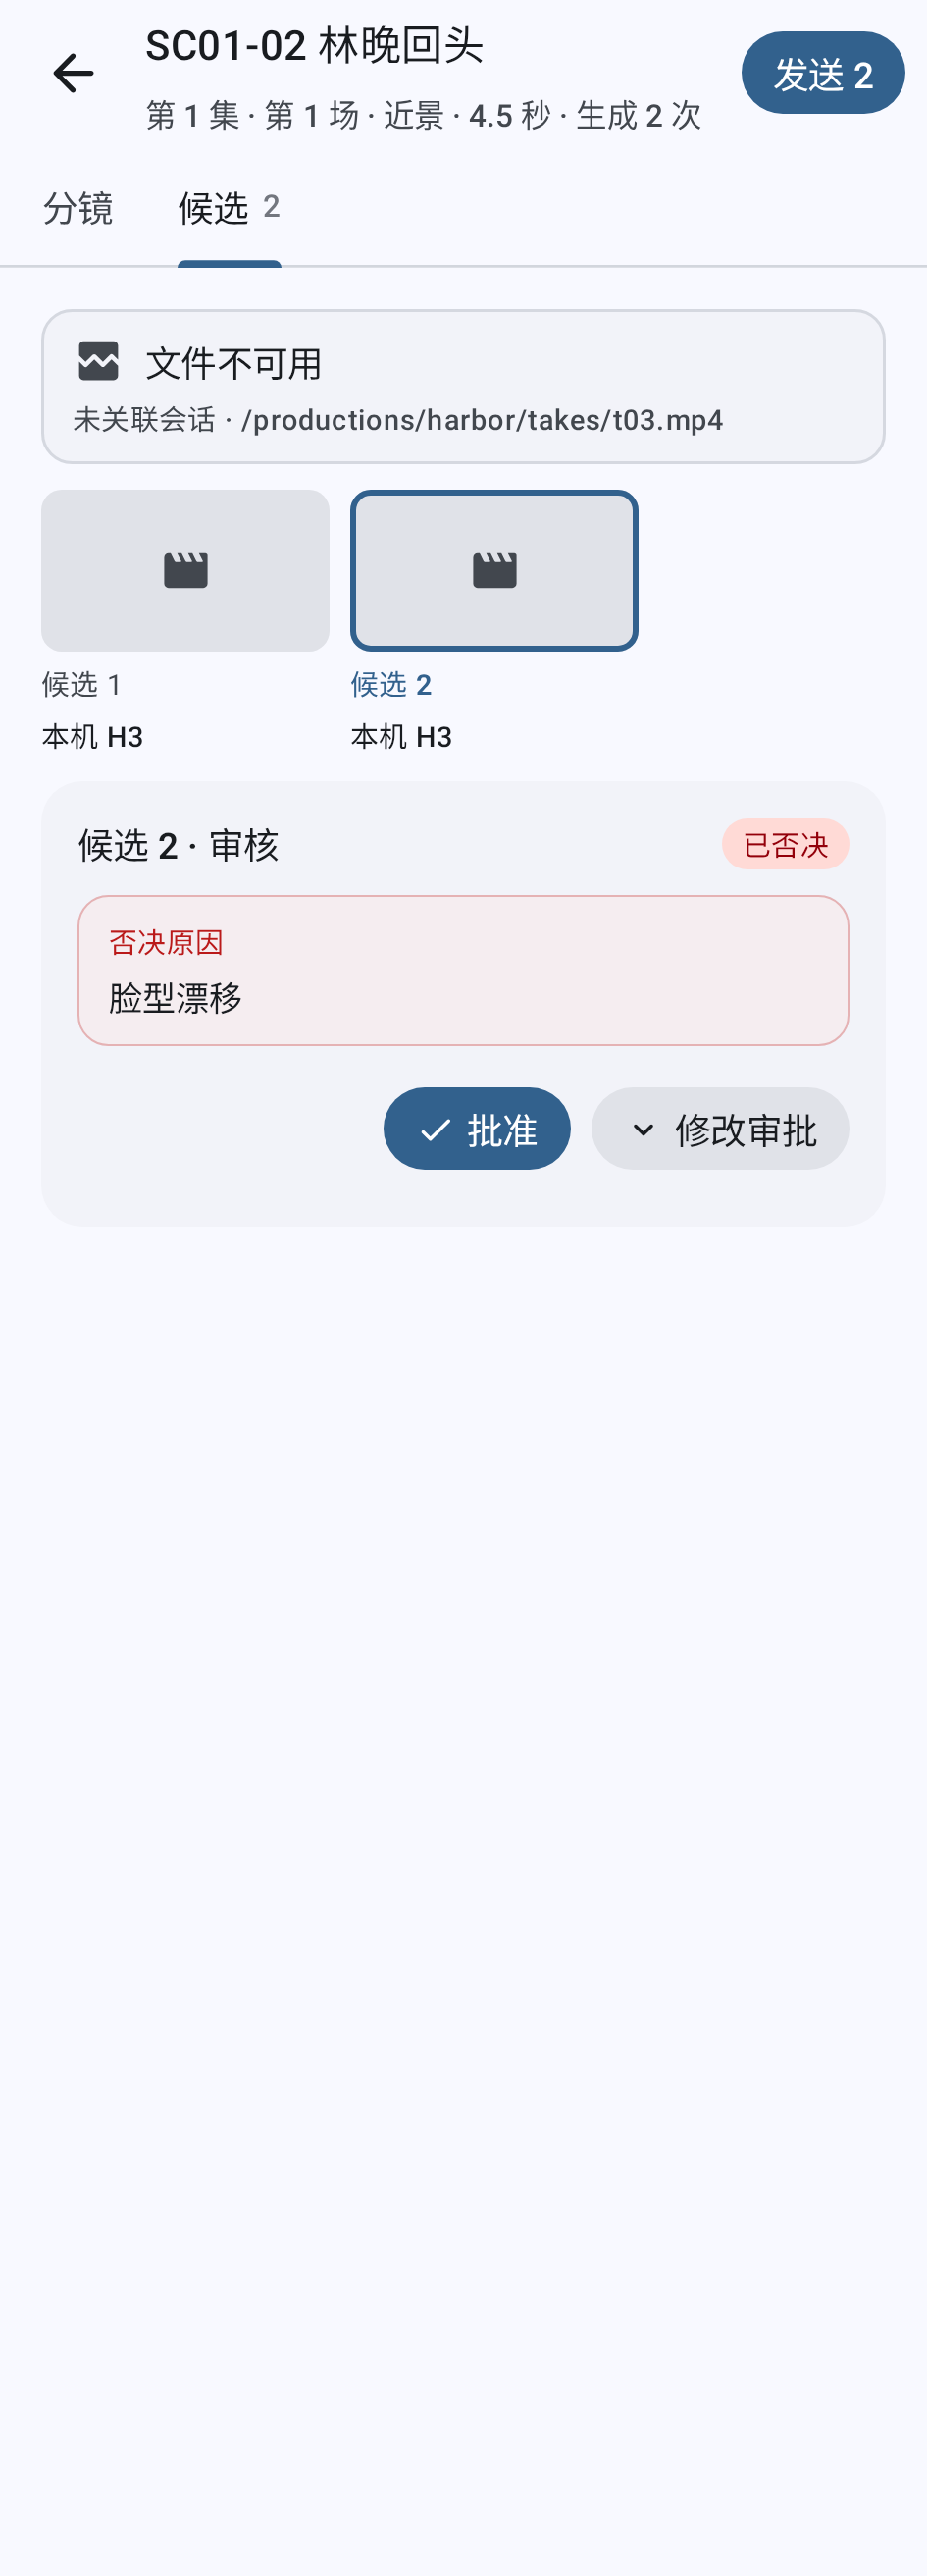 SC01-02 林晚回头
第 1 集 · 第 1 场 · 近景 · 4.5 秒 · 生成 2 次
发送 2
分镜
候选 2
文件不可用
未关联会话 · /productions/harbor/takes/t03.mp4
候选 1
本机 H3
候选 2
本机 H3
候选 2 · 审核
已否决
否决原因
脸型漂移
批准
修改审批